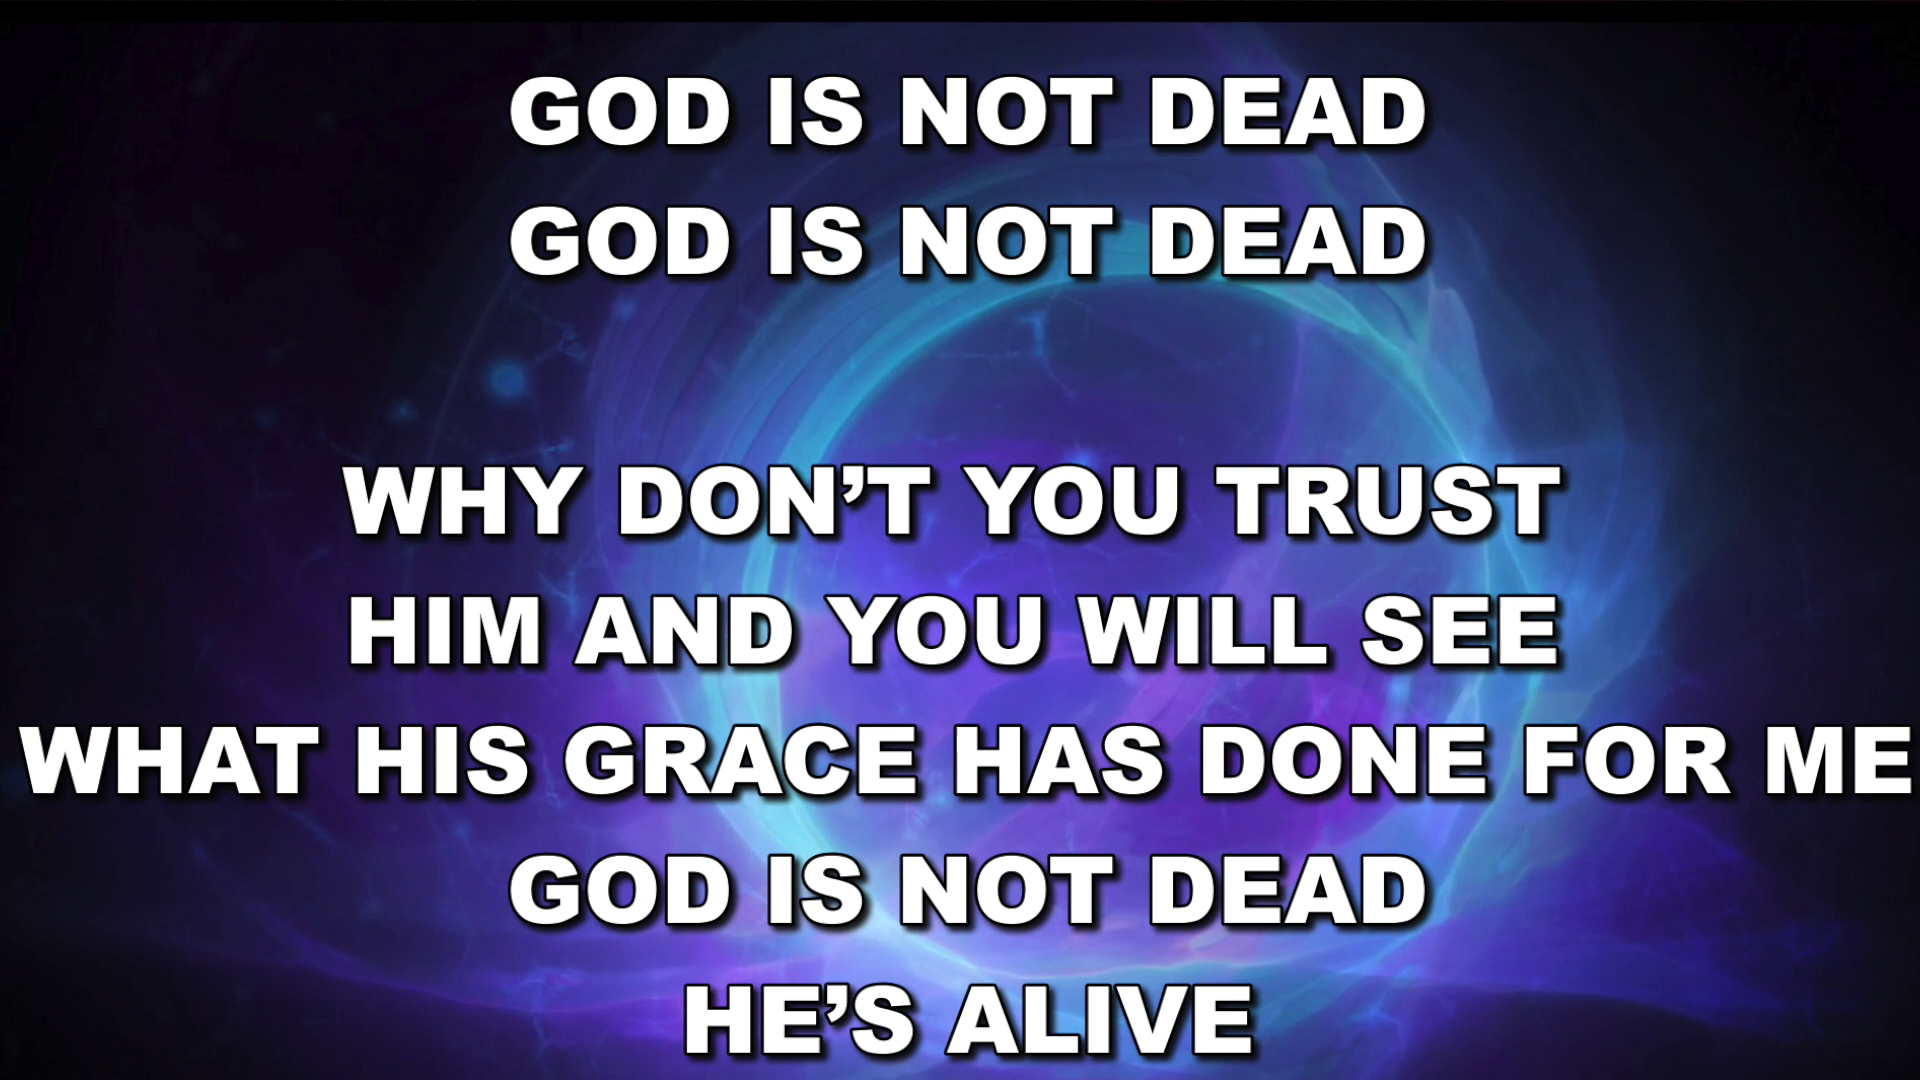 GOD IS NOT DEAD
GOD IS NOT DEAD
WHY DON’T YOU TRUST
HIM AND YOU WILL SEE
WHAT HIS GRACE HAS DONE FOR ME
GOD IS NOT DEAD
HE’S ALIVE